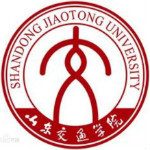 SHANDONG JIAOTONG UNIVERSITY
山东交通学院